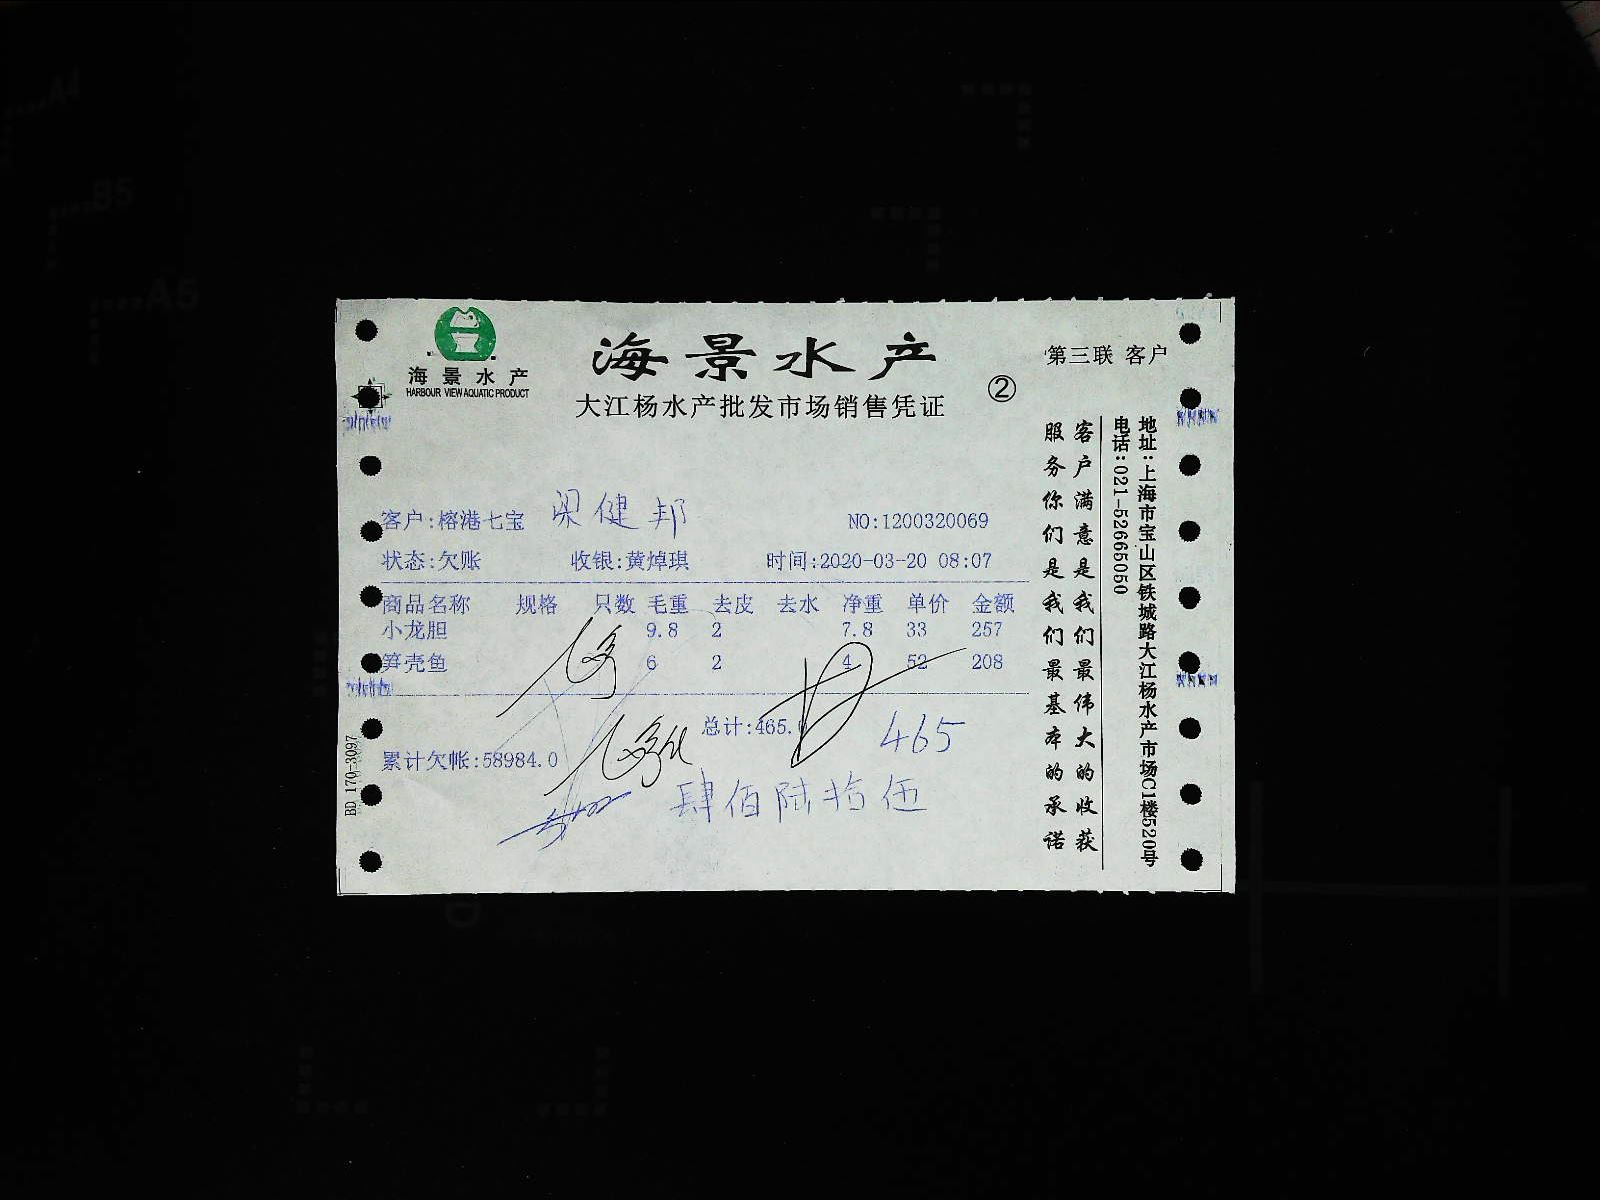 海景水产
HARBOUR VIEW AQUATIC PRODUCT
海景水产
大江杨水产批发市场销售凭证
②
第三联 客户
客户:榕港七宝 梁健邦 NO:1200320069
状态:欠账 收银:黄焯琪 时间:2020-03-20 08:07
商品名称 规格 只数 毛重 去皮 去水 净重 单价 金额
小龙胆 9.8 2 7.8 33 257
笋壳鱼 6 2 4 52 208
总计:465. 465
累计欠帐:58984.0
肆佰陆拾伍
客户满意是我们最伟大的收获
服务你们是我们最基本的承诺
地址:上海市宝山区铁城路大江杨水产市场C1楼520号
电话:021-52665050
BD 170-3097
A4
B5
A5